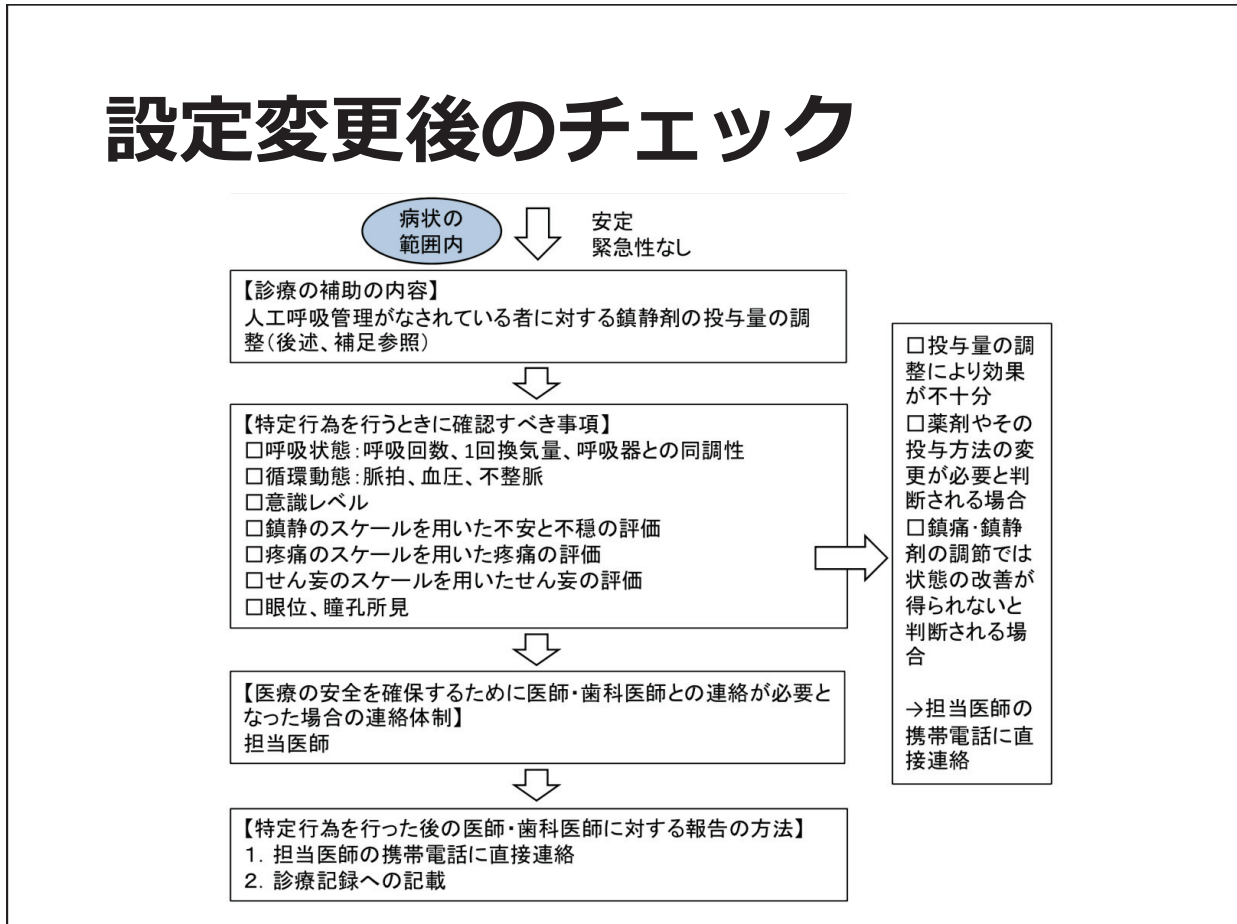 設定変更後のチェック
病状の
範囲内
安定
緊急性なし
【診療の補助の内容】
人工呼吸管理がなされている者に対する鎮静剤の投与量の調
整(後述、補足参照)
【特定行為を行うときに確認すべき事項】
□呼吸状態:呼吸回数、1回換気量、呼吸器との同調性
□循環動態:脈拍、血圧、不整脈
□意識レベル
□鎮静のスケールを用いた不安と不穏の評価
□疼痛のスケールを用いた疼痛の評価
□せん妄のスケールを用いたせん妄の評価
□眼位、瞳孔所見
□投与量の調
整により効果
が不十分
□薬剤やその
投与方法の変
更が必要と判
断される場合
□鎮痛・鎮静
剤の調節では
状態の改善が
得られないと
判断される場
合
→担当医師の
携帯電話に直
接連絡
【医療の安全を確保するために医師・歯科医師との連絡が必要と
なった場合の連絡体制】
担当医師
【特定行為を行った後の医師・歯科医師に対する報告の方法】
1. 担当医師の携帯電話に直接連絡
2. 診療記録への記載